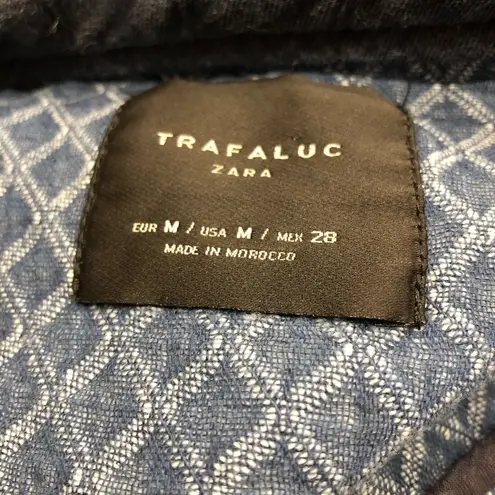 TRAFALUC
ZARA
EUR M / USA M / MEX 28
MADE IN MOROCCO